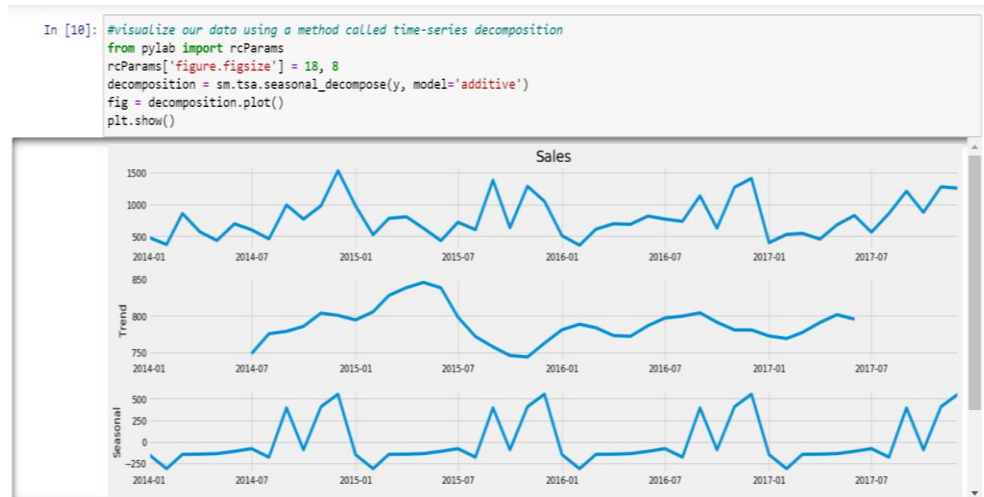 In [10]: #visualize our data using a method called time-series decomposition
from pylab import rcParams
rcParams['figure.figsize'] = 18, 8
decomposition = sm.tsa.seasonal_decompose(y, model='additive')
fig = decomposition.plot()
plt.show()
Sales
1500
1000
500
2014-01 2014-07 2015-01 2015-07 2016-01 2016-07 2017-01 2017-07
Trend
850
800
750
2014-01 2014-07 2015-01 2015-07 2016-01 2016-07 2017-01 2017-07
Seasonal
500
250
0
−250
2014-01 2014-07 2015-01 2015-07 2016-01 2016-07 2017-01 2017-07